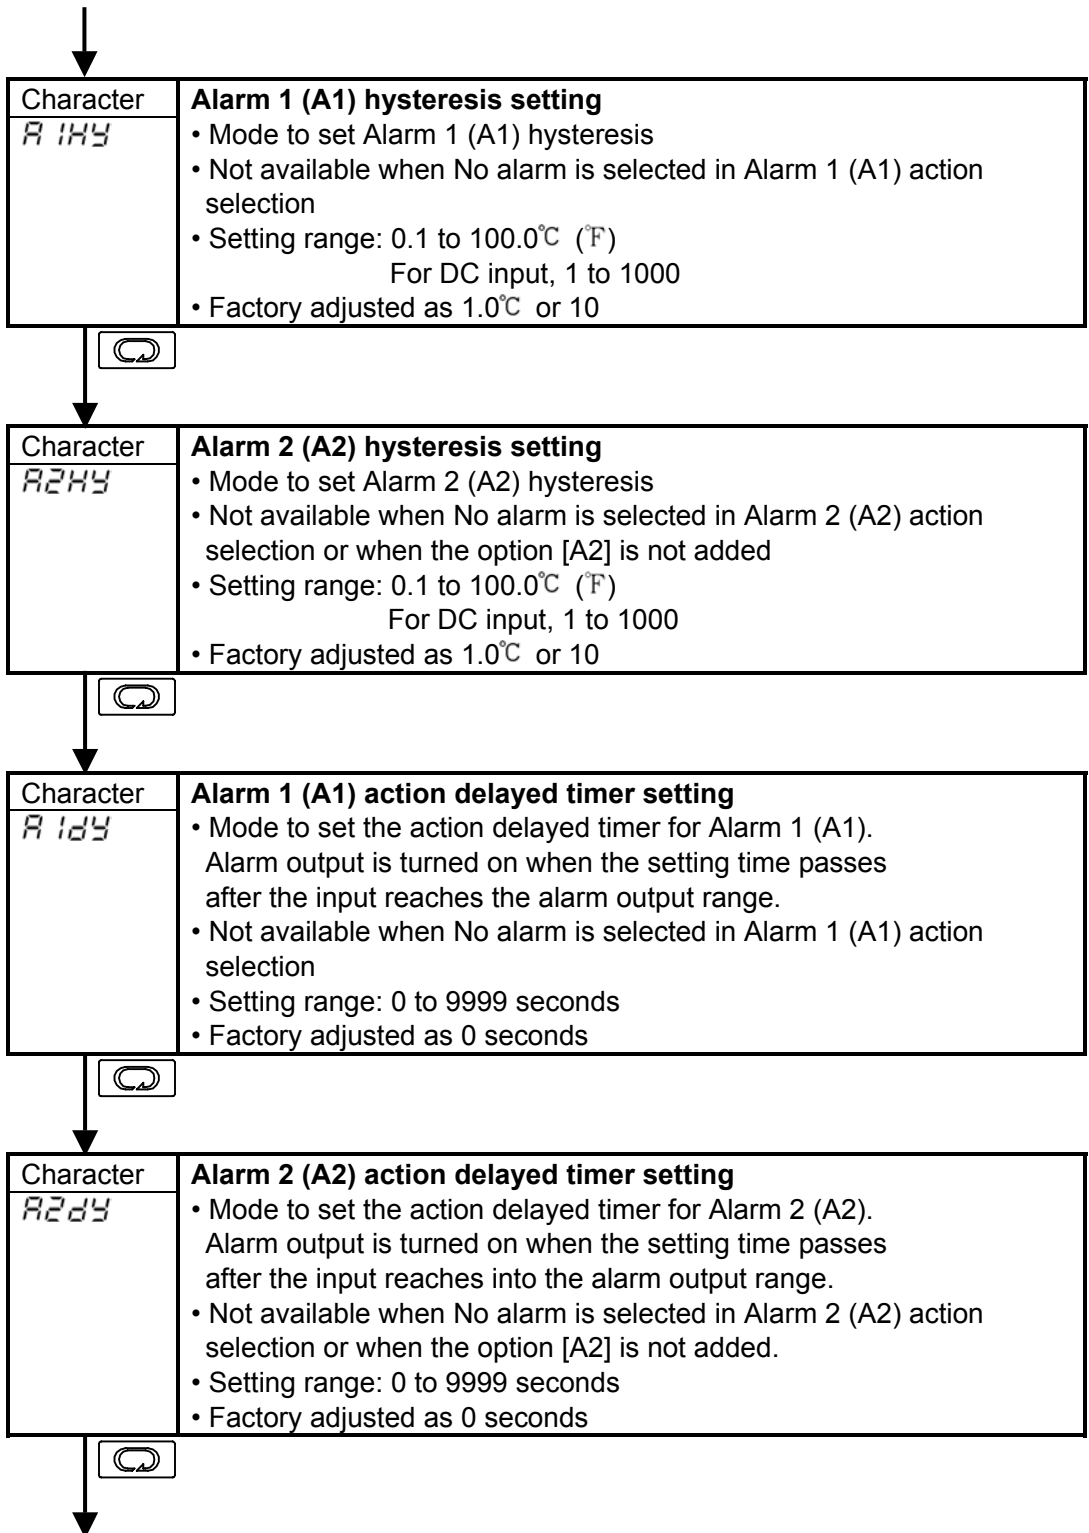 Character
Alarm 1 (A1) hysteresis setting
A1HY
• Mode to set Alarm 1 (A1) hysteresis
• Not available when No alarm is selected in Alarm 1 (A1) action
selection
• Setting range: 0.1 to 100.0℃ (℉)
For DC input, 1 to 1000
• Factory adjusted as 1.0℃ or 10
Character
Alarm 2 (A2) hysteresis setting
A2HY
• Mode to set Alarm 2 (A2) hysteresis
• Not available when No alarm is selected in Alarm 2 (A2) action
selection or when the option [A2] is not added
• Setting range: 0.1 to 100.0℃ (℉)
For DC input, 1 to 1000
• Factory adjusted as 1.0℃ or 10
Character
Alarm 1 (A1) action delayed timer setting
A1dY
• Mode to set the action delayed timer for Alarm 1 (A1).
Alarm output is turned on when the setting time passes
after the input reaches the alarm output range.
• Not available when No alarm is selected in Alarm 1 (A1) action
selection
• Setting range: 0 to 9999 seconds
• Factory adjusted as 0 seconds
Character
Alarm 2 (A2) action delayed timer setting
A2dY
• Mode to set the action delayed timer for Alarm 2 (A2).
Alarm output is turned on when the setting time passes
after the input reaches into the alarm output range.
• Not available when No alarm is selected in Alarm 2 (A2) action
selection or when the option [A2] is not added.
• Setting range: 0 to 9999 seconds
• Factory adjusted as 0 seconds